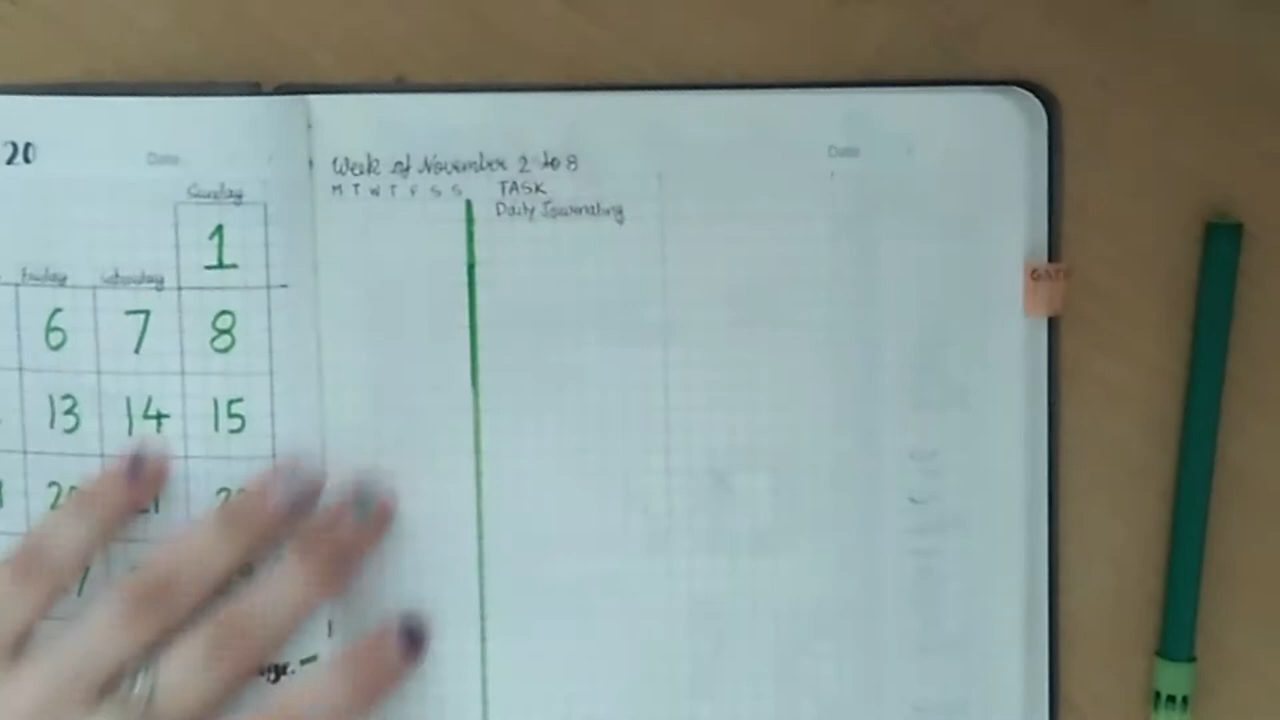 20
Date
Sunday
1
Friday Saturday
6 7 8
13 14 15
Week of November 2 to 8
M T W T F S S TASK
Daily Journaling
Date